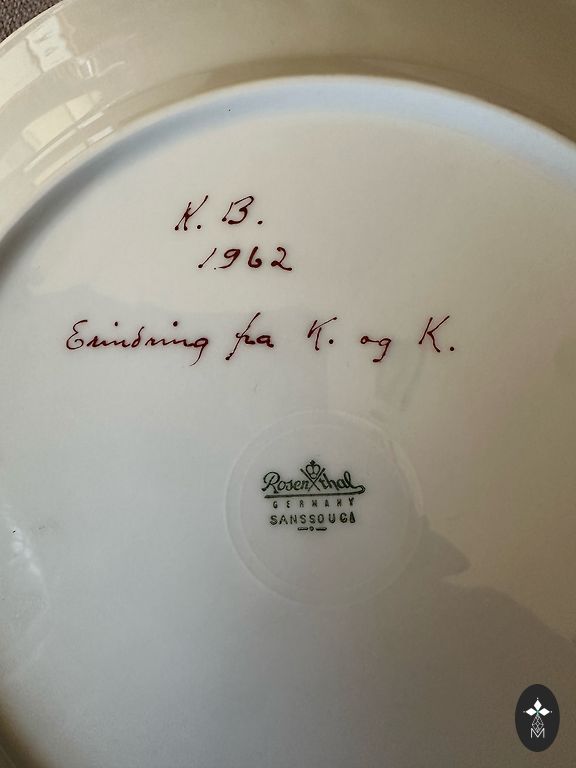 K. B.
1962
Erindring fra K. og K.
Rosenthal
GERMANY
SANSSOUCI
M